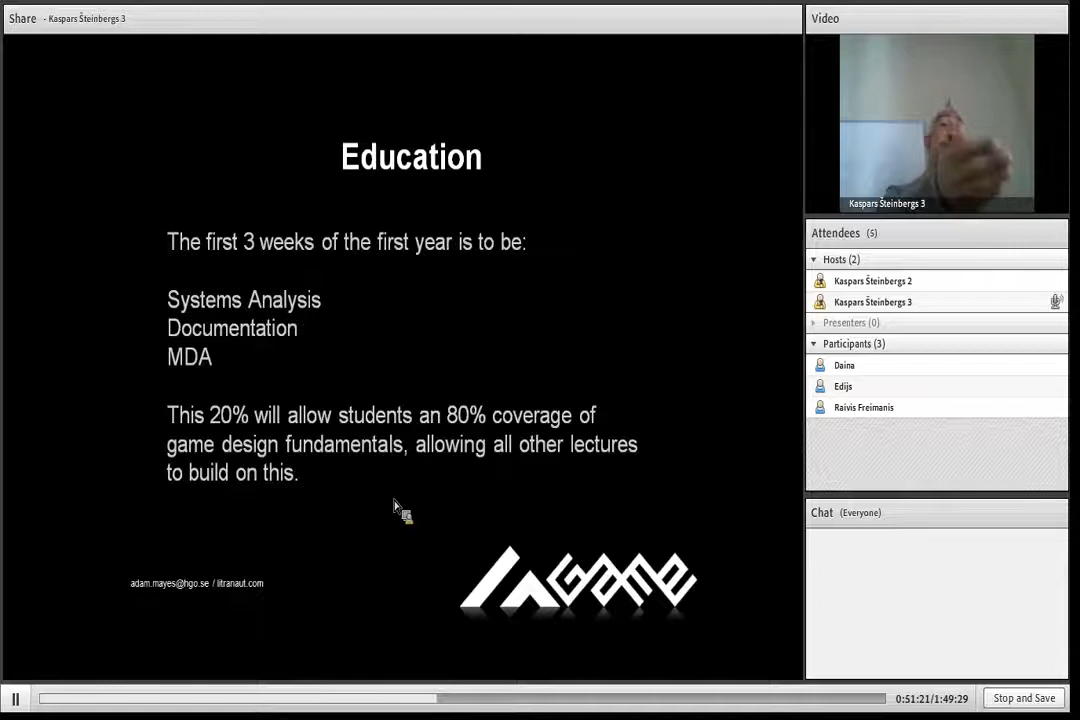 Share - Kaspars Šteinbergs 3
Education
The first 3 weeks of the first year is to be:
Systems Analysis
Documentation
MDA
This 20% will allow students an 80% coverage of
game design fundamentals, allowing all other lectures
to build on this.
adam.mayes@hgo.se / litranaut.com
GAME
Video
Kaspars Šteinbergs 3
Attendees (5)
Hosts (2)
Kaspars Šteinbergs 2
Kaspars Šteinbergs 3
Presenters (0)
Participants (3)
Daina
Edijs
Raivis Freimanis
Chat (Everyone)
0:51:21/1:49:29
Stop and Save